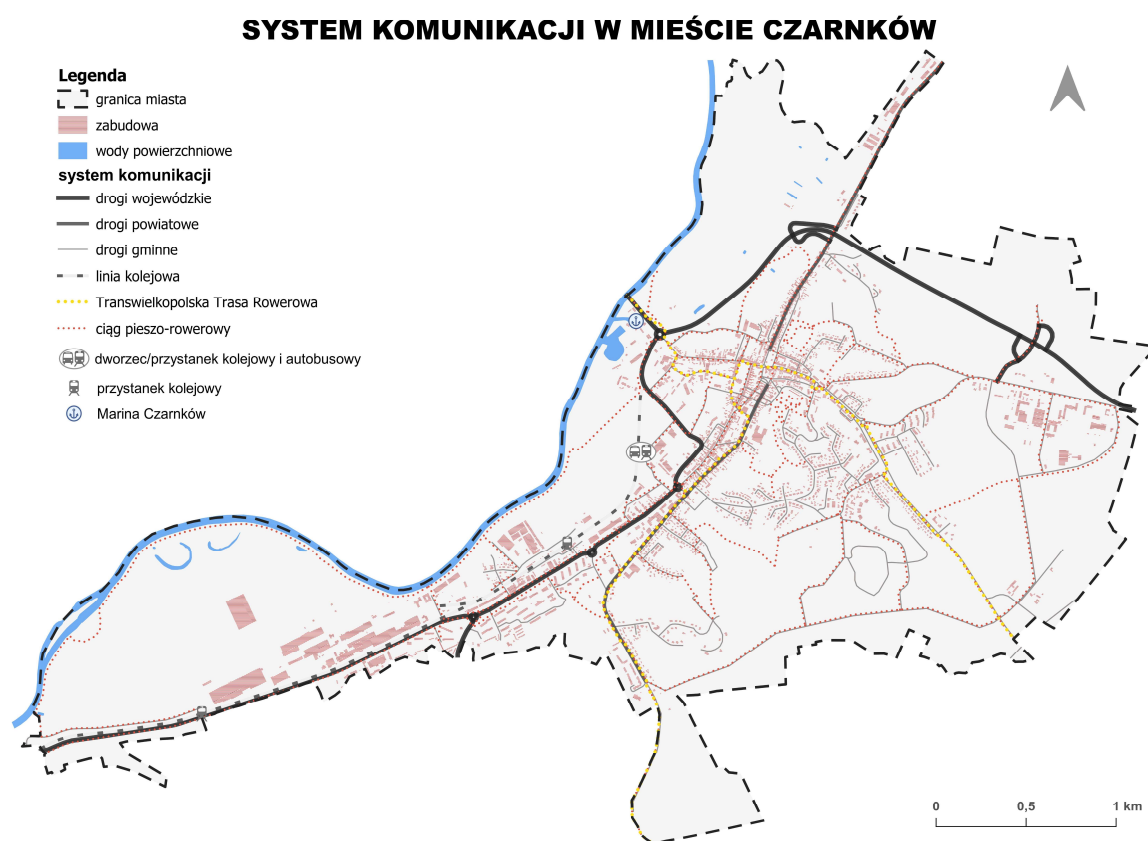 SYSTEM KOMUNIKACJI W MIEŚCIE CZARNKÓW
Legenda
granica miasta
zabudowa
wody powierzchniowe
system komunikacji
drogi wojewódzkie
drogi powiatowe
drogi gminne
linia kolejowa
Transwielkopolska Trasa Rowerowa
ciąg pieszo-rowerowy
dworzec/przystanek kolejowy i autobusowy
przystanek kolejowy
Marina Czarnków
0 0,5 1 km